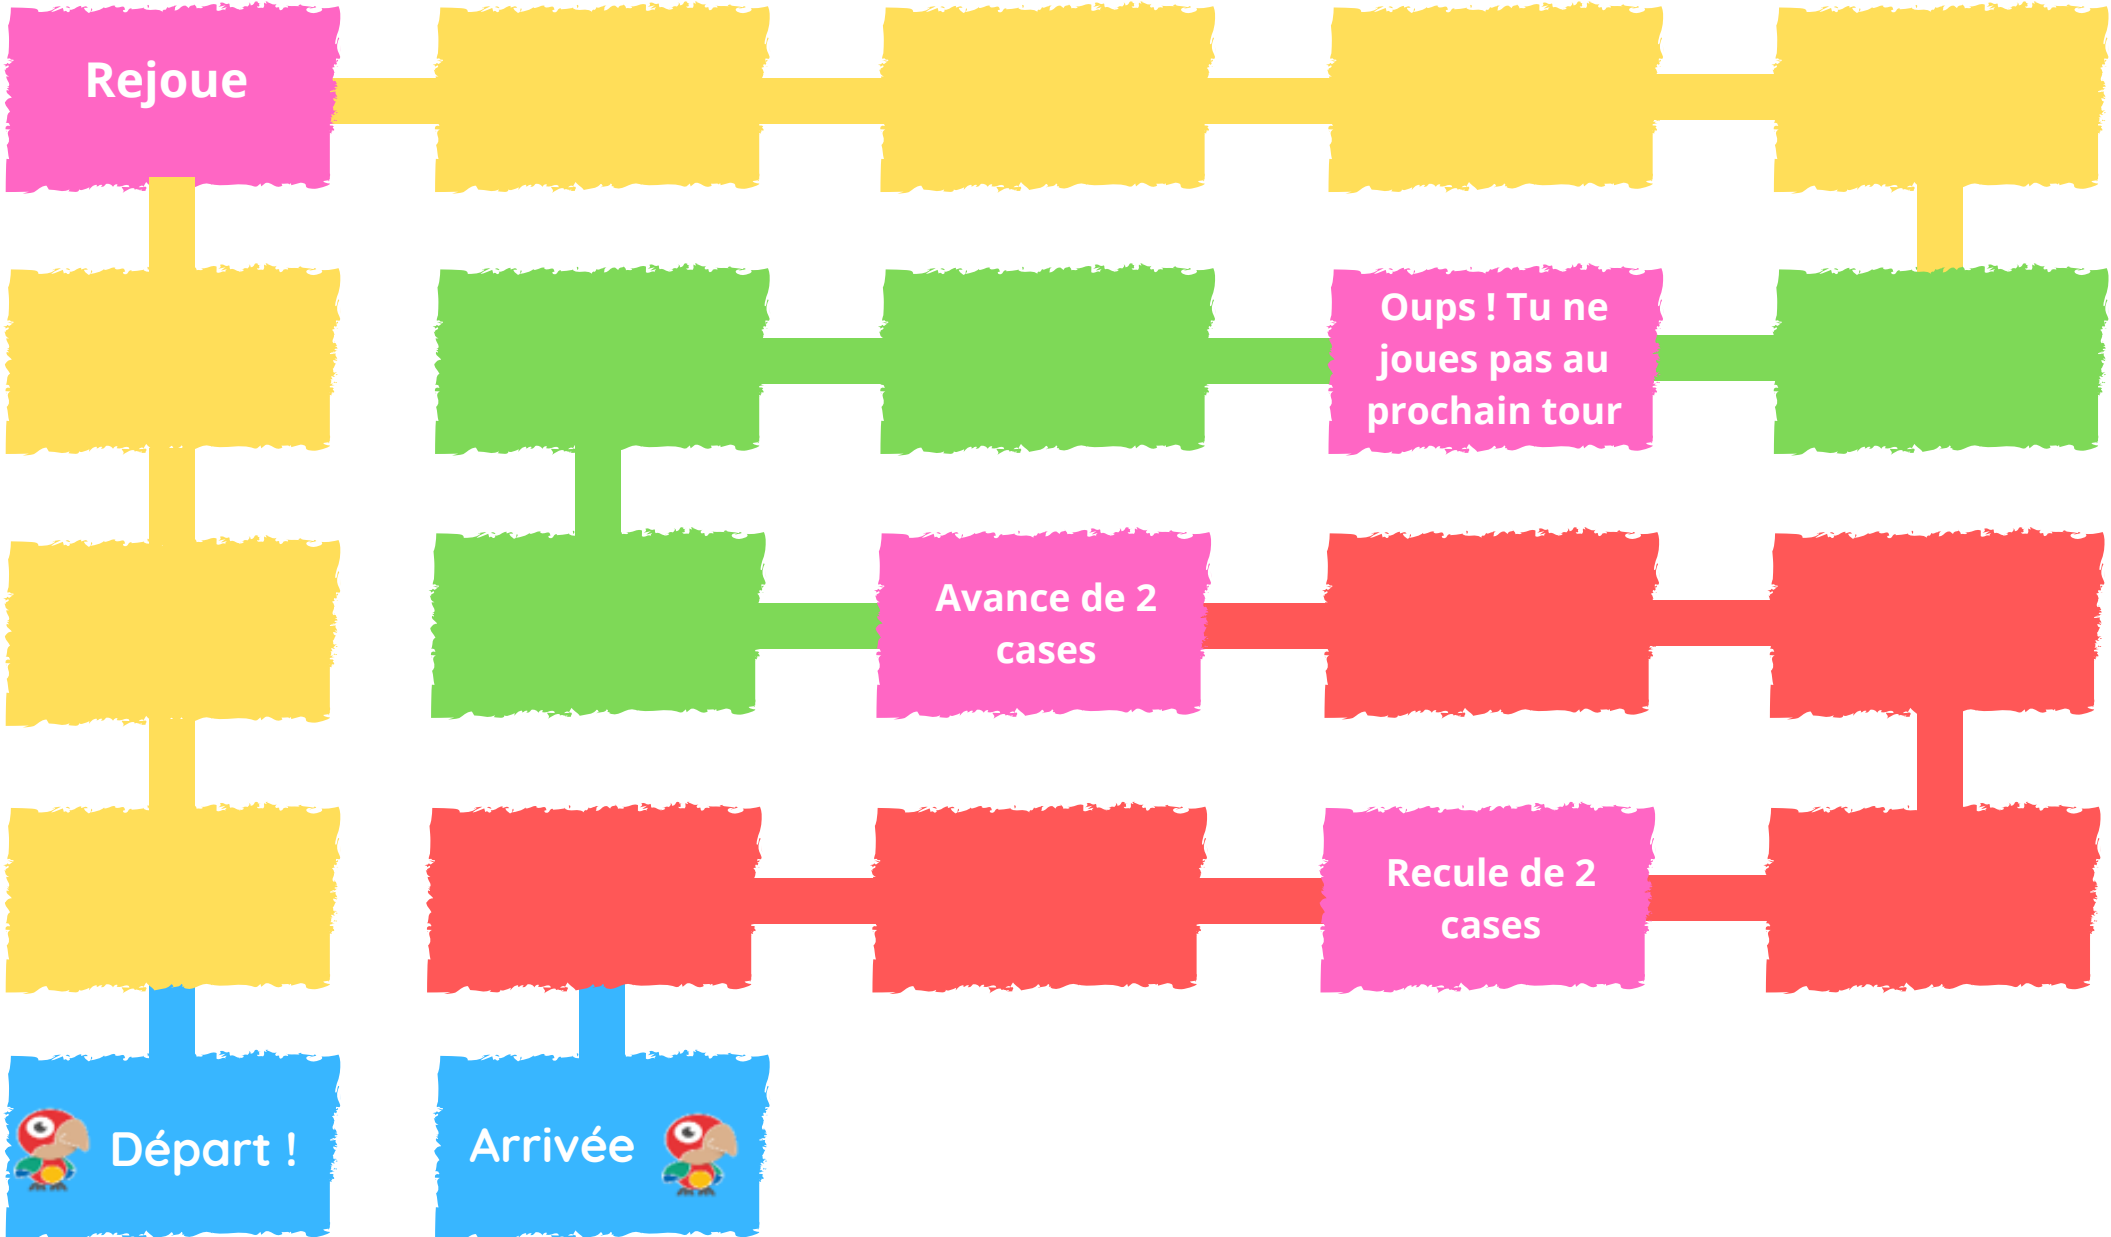 Rejoue
Oups ! Tu ne
joues pas au
prochain tour
Avance de 2
cases
Recule de 2
cases
Départ !
Arrivée